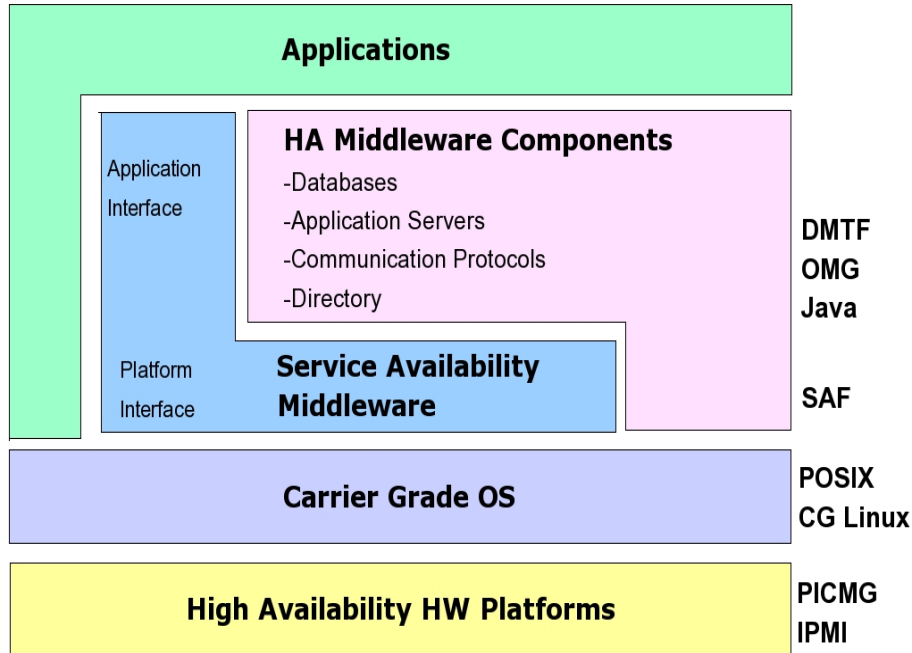 Applications
HA Middleware Components
-Databases
-Application Servers
-Communication Protocols
-Directory
Application
Interface
DMTF
OMG
Java
Platform
Interface
Service Availability
Middleware
SAF
Carrier Grade OS
POSIX
CG Linux
High Availability HW Platforms
PICMG
IPMI